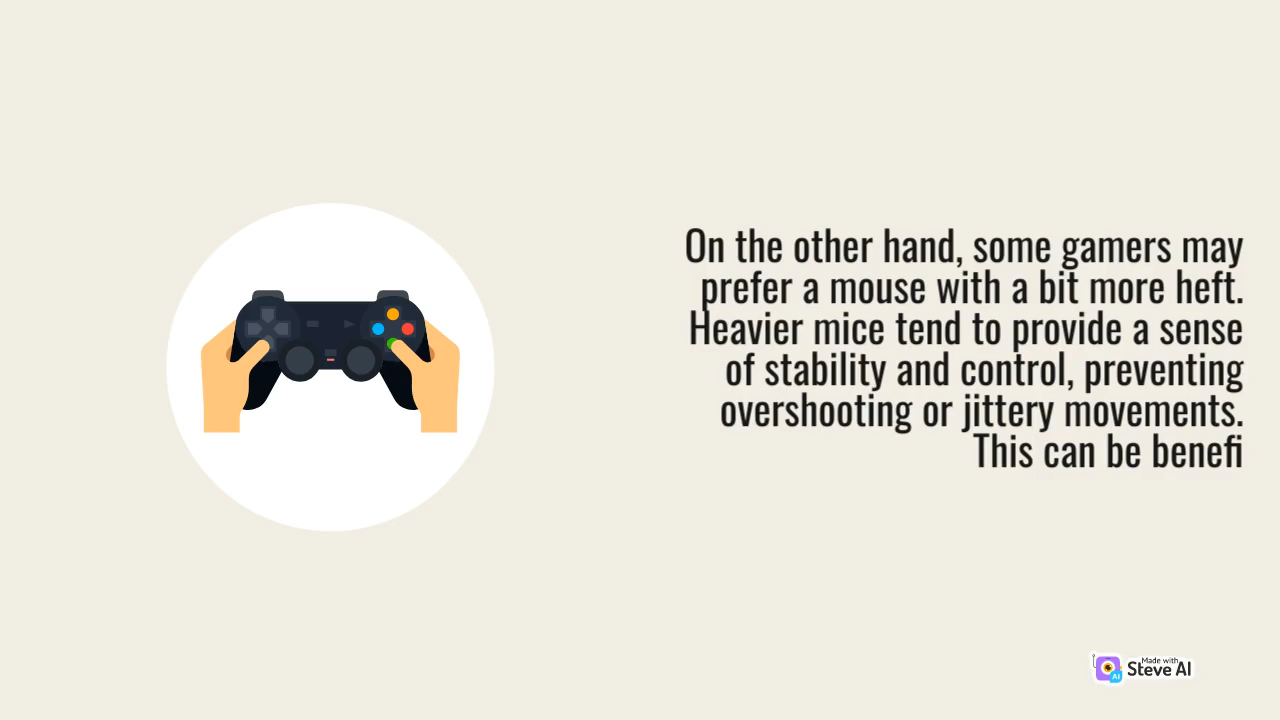 On the other hand, some gamers may
prefer a mouse with a bit more heft.
Heavier mice tend to provide a sense
of stability and control, preventing
overshooting or jittery movements.
This can be benefi
Made with
Steve AI
AI